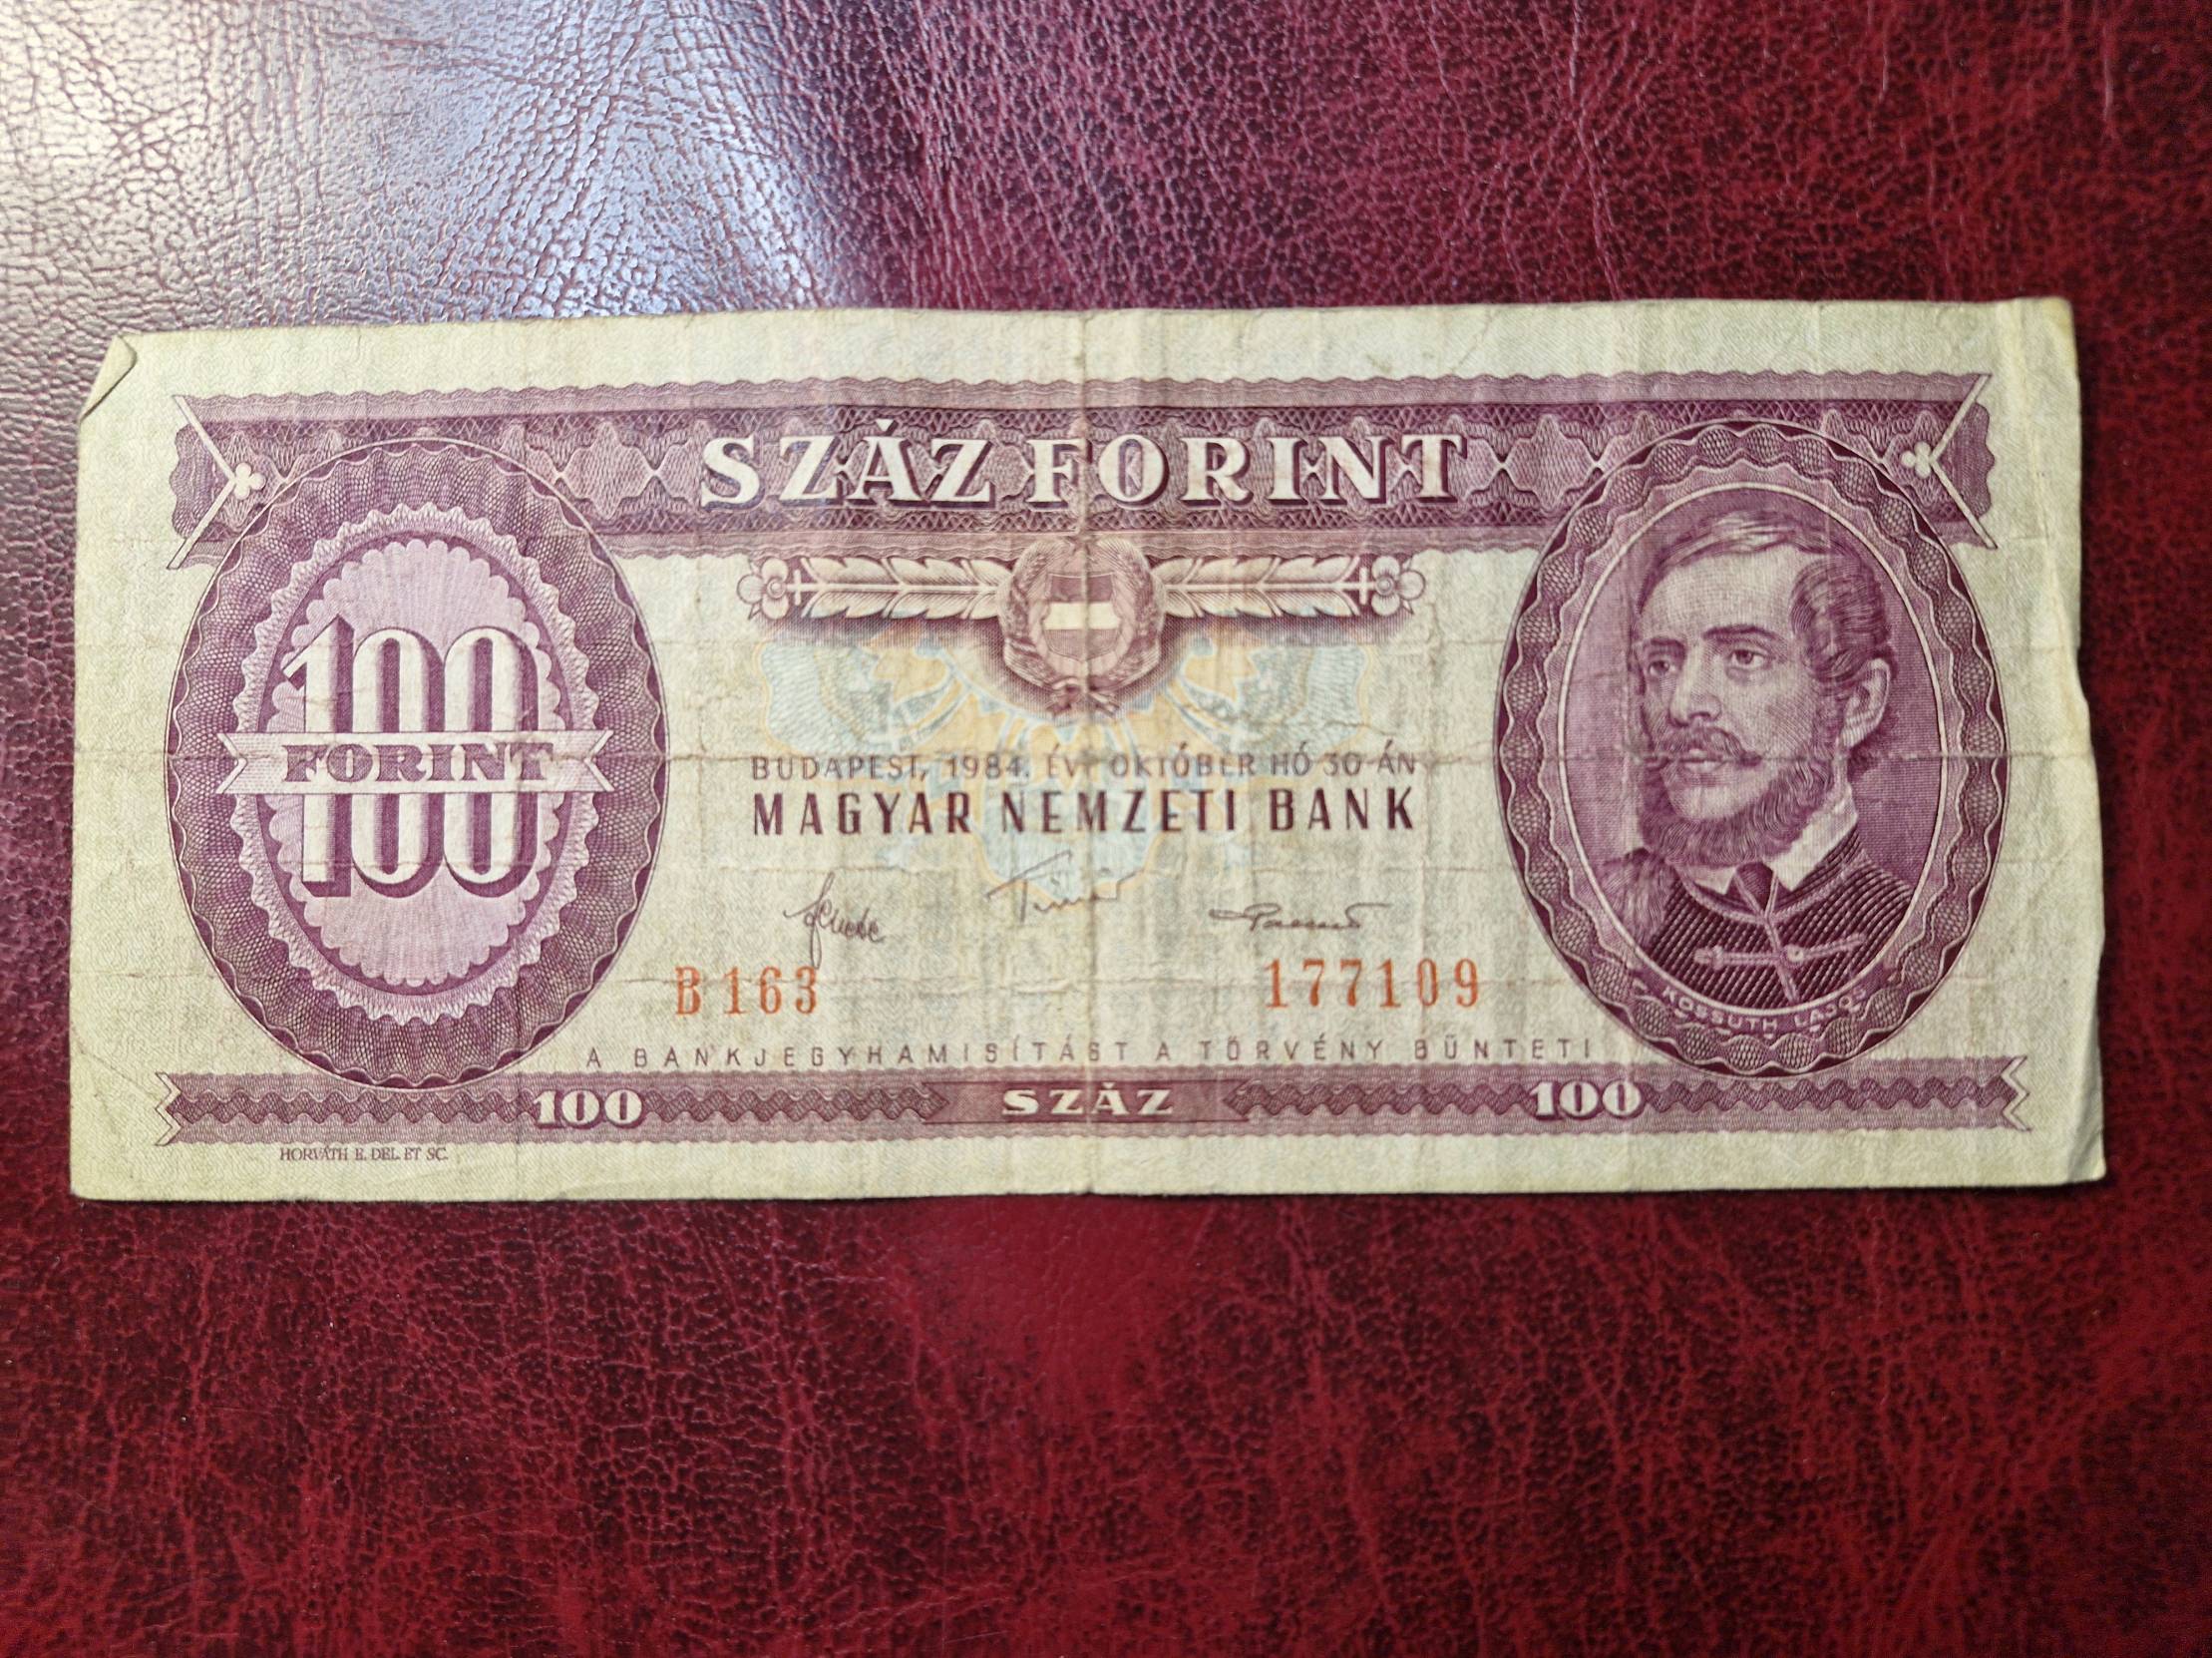 SZÁZ FORINT
100
FORINT
BUDAPEST, 1984. ÉVI OKTÓBER HÓ 30-ÁN
MAGYAR NEMZETI BANK
B 163
177109
KOSSUTH LAJOS
A BANKJEGYHAMISÍTÁST A TÖRVÉNY BÜNTETI
100
SZÁZ
100
HORVÁTH E. DEL. ET SC.